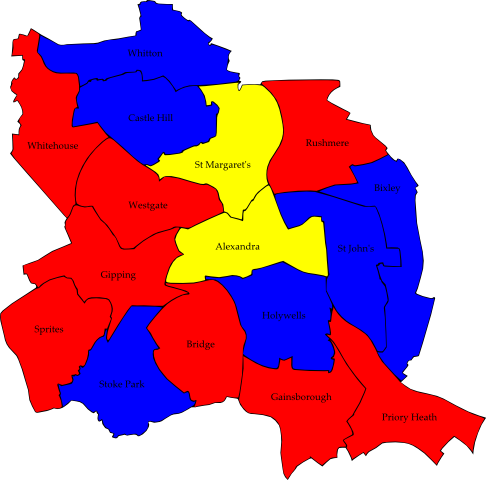 Whitton
Castle Hill
Whitehouse
Rushmere
St Margaret's
Bixley
Westgate
Alexandra
St John's
Gipping
Holywells
Sprites
Bridge
Stoke Park
Gainsborough
Priory Heath